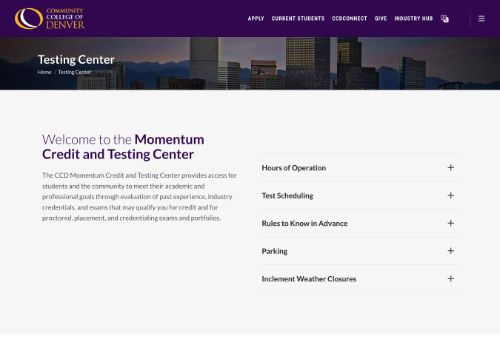 COMMUNITY
COLLEGE OF
DENVER
APPLY CURRENT STUDENTS CCDCONNECT GIVE INDUSTRY HUB
Testing Center
Home / Testing Center
Welcome to the Momentum
Credit and Testing Center
The CCD Momentum Credit and Testing Center provides access for
students and the community to meet their academic and
professional goals through evaluation of past experience, industry
credentials, and exams that may qualify you for credit and for
proctored, placement, and credentialing exams and portfolios.
Hours of Operation
Test Scheduling
Rules to Know in Advance
Parking
Inclement Weather Closures